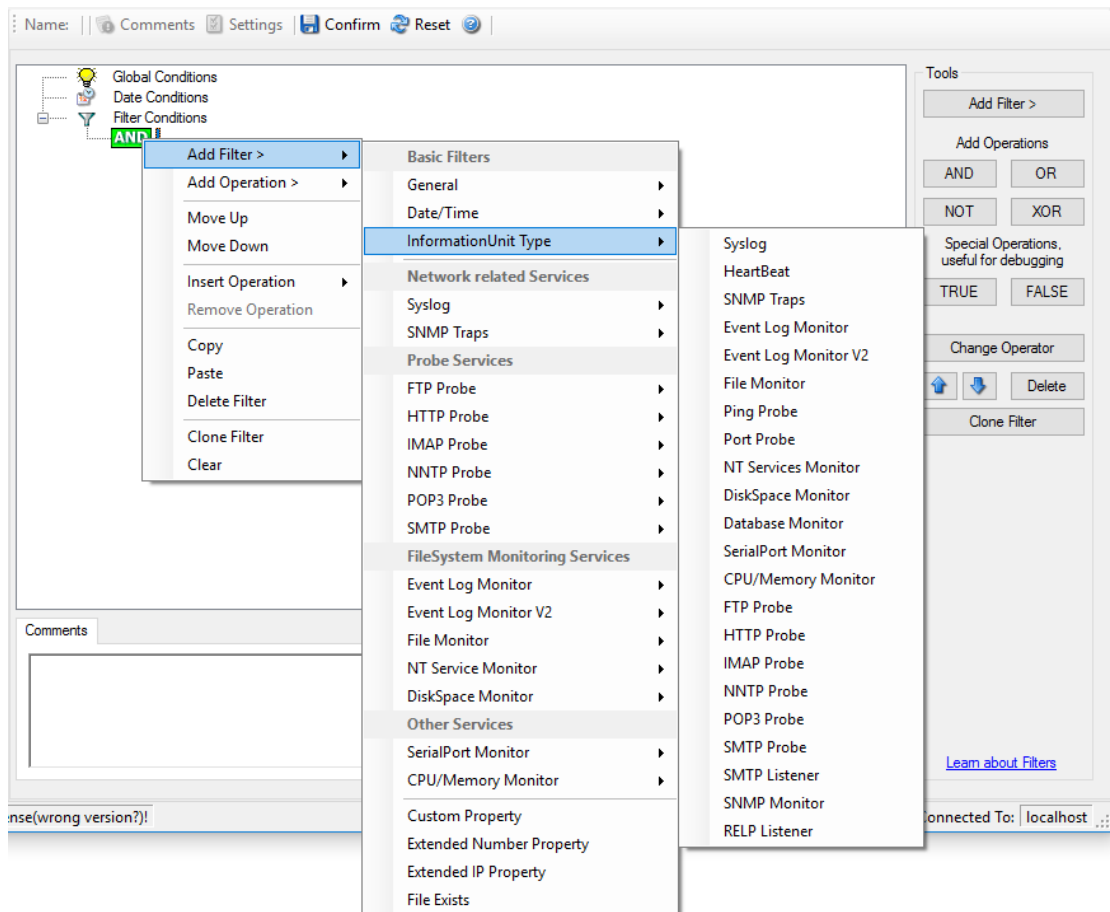 Name: Comments Settings Confirm Reset
Global Conditions
Date Conditions
Filter Conditions
AND
Add Filter >
Add Operation >
Move Up
Move Down
Insert Operation
Remove Operation
Copy
Paste
Delete Filter
Clone Filter
Clear
Basic Filters
General
Date/Time
InformationUnit Type
Network related Services
Syslog
SNMP Traps
Probe Services
FTP Probe
HTTP Probe
IMAP Probe
NNTP Probe
POP3 Probe
SMTP Probe
FileSystem Monitoring Services
Event Log Monitor
Event Log Monitor V2
File Monitor
NT Service Monitor
DiskSpace Monitor
Other Services
SerialPort Monitor
CPU/Memory Monitor
Custom Property
Extended Number Property
Extended IP Property
File Exists
Syslog
HeartBeat
SNMP Traps
Event Log Monitor
Event Log Monitor V2
File Monitor
Ping Probe
Port Probe
NT Services Monitor
DiskSpace Monitor
Database Monitor
SerialPort Monitor
CPU/Memory Monitor
FTP Probe
HTTP Probe
IMAP Probe
NNTP Probe
POP3 Probe
SMTP Probe
SMTP Listener
SNMP Monitor
RELP Listener
Tools
Add Filter >
Add Operations
AND OR
NOT XOR
Special Operations,
useful for debugging
TRUE FALSE
Change Operator
Delete
Clone Filter
Learn about Filters
Comments
ense(wrong version?)!
Connected To: localhost